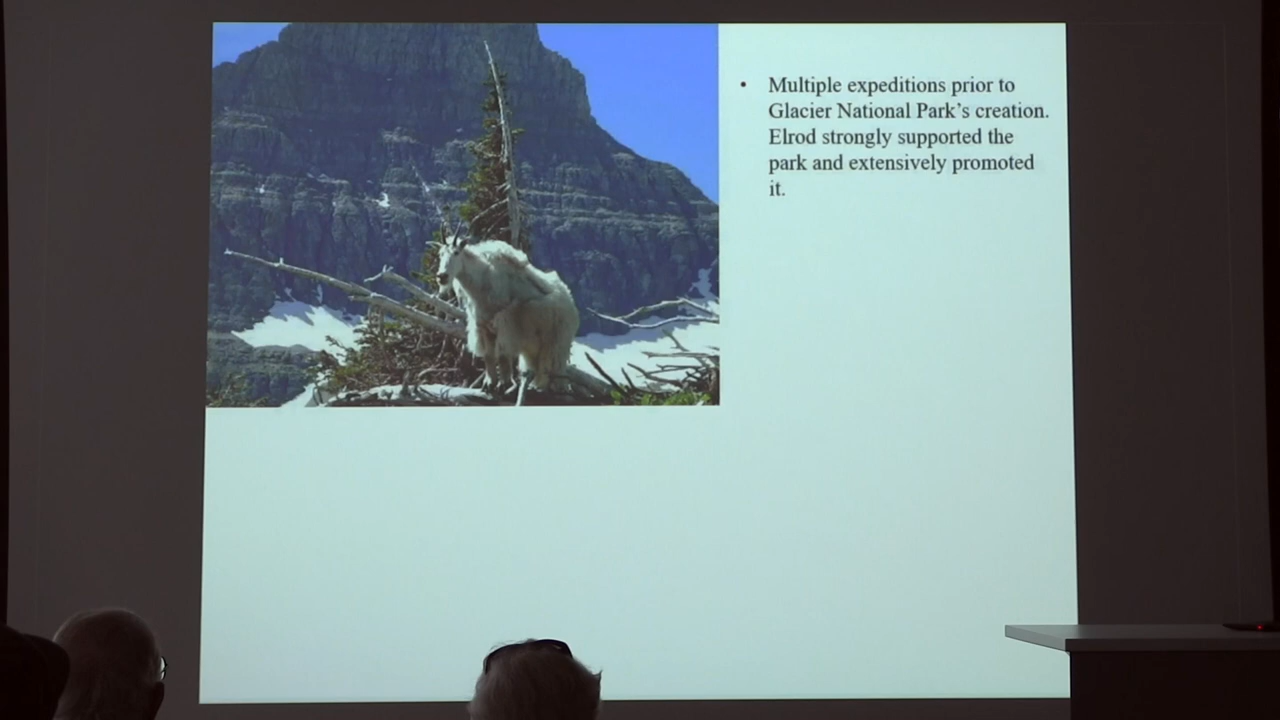 • Multiple expeditions prior to
Glacier National Park’s creation.
Elrod strongly supported the
park and extensively promoted
it.